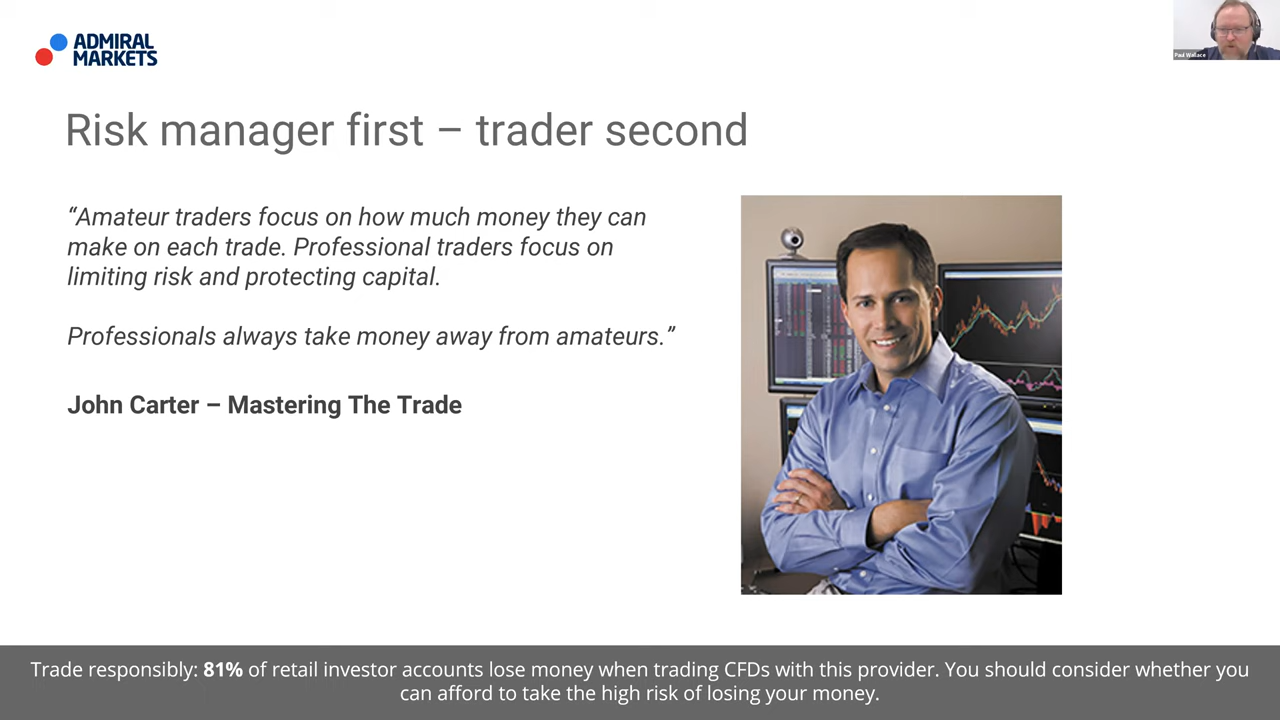 ADMIRAL
MARKETS
Paul Wallace
Risk manager first – trader second
“Amateur traders focus on how much money they can
make on each trade. Professional traders focus on
limiting risk and protecting capital.
Professionals always take money away from amateurs.”
John Carter – Mastering The Trade
Trade responsibly: 81% of retail investor accounts lose money when trading CFDs with this provider. You should consider whether you
can afford to take the high risk of losing your money.